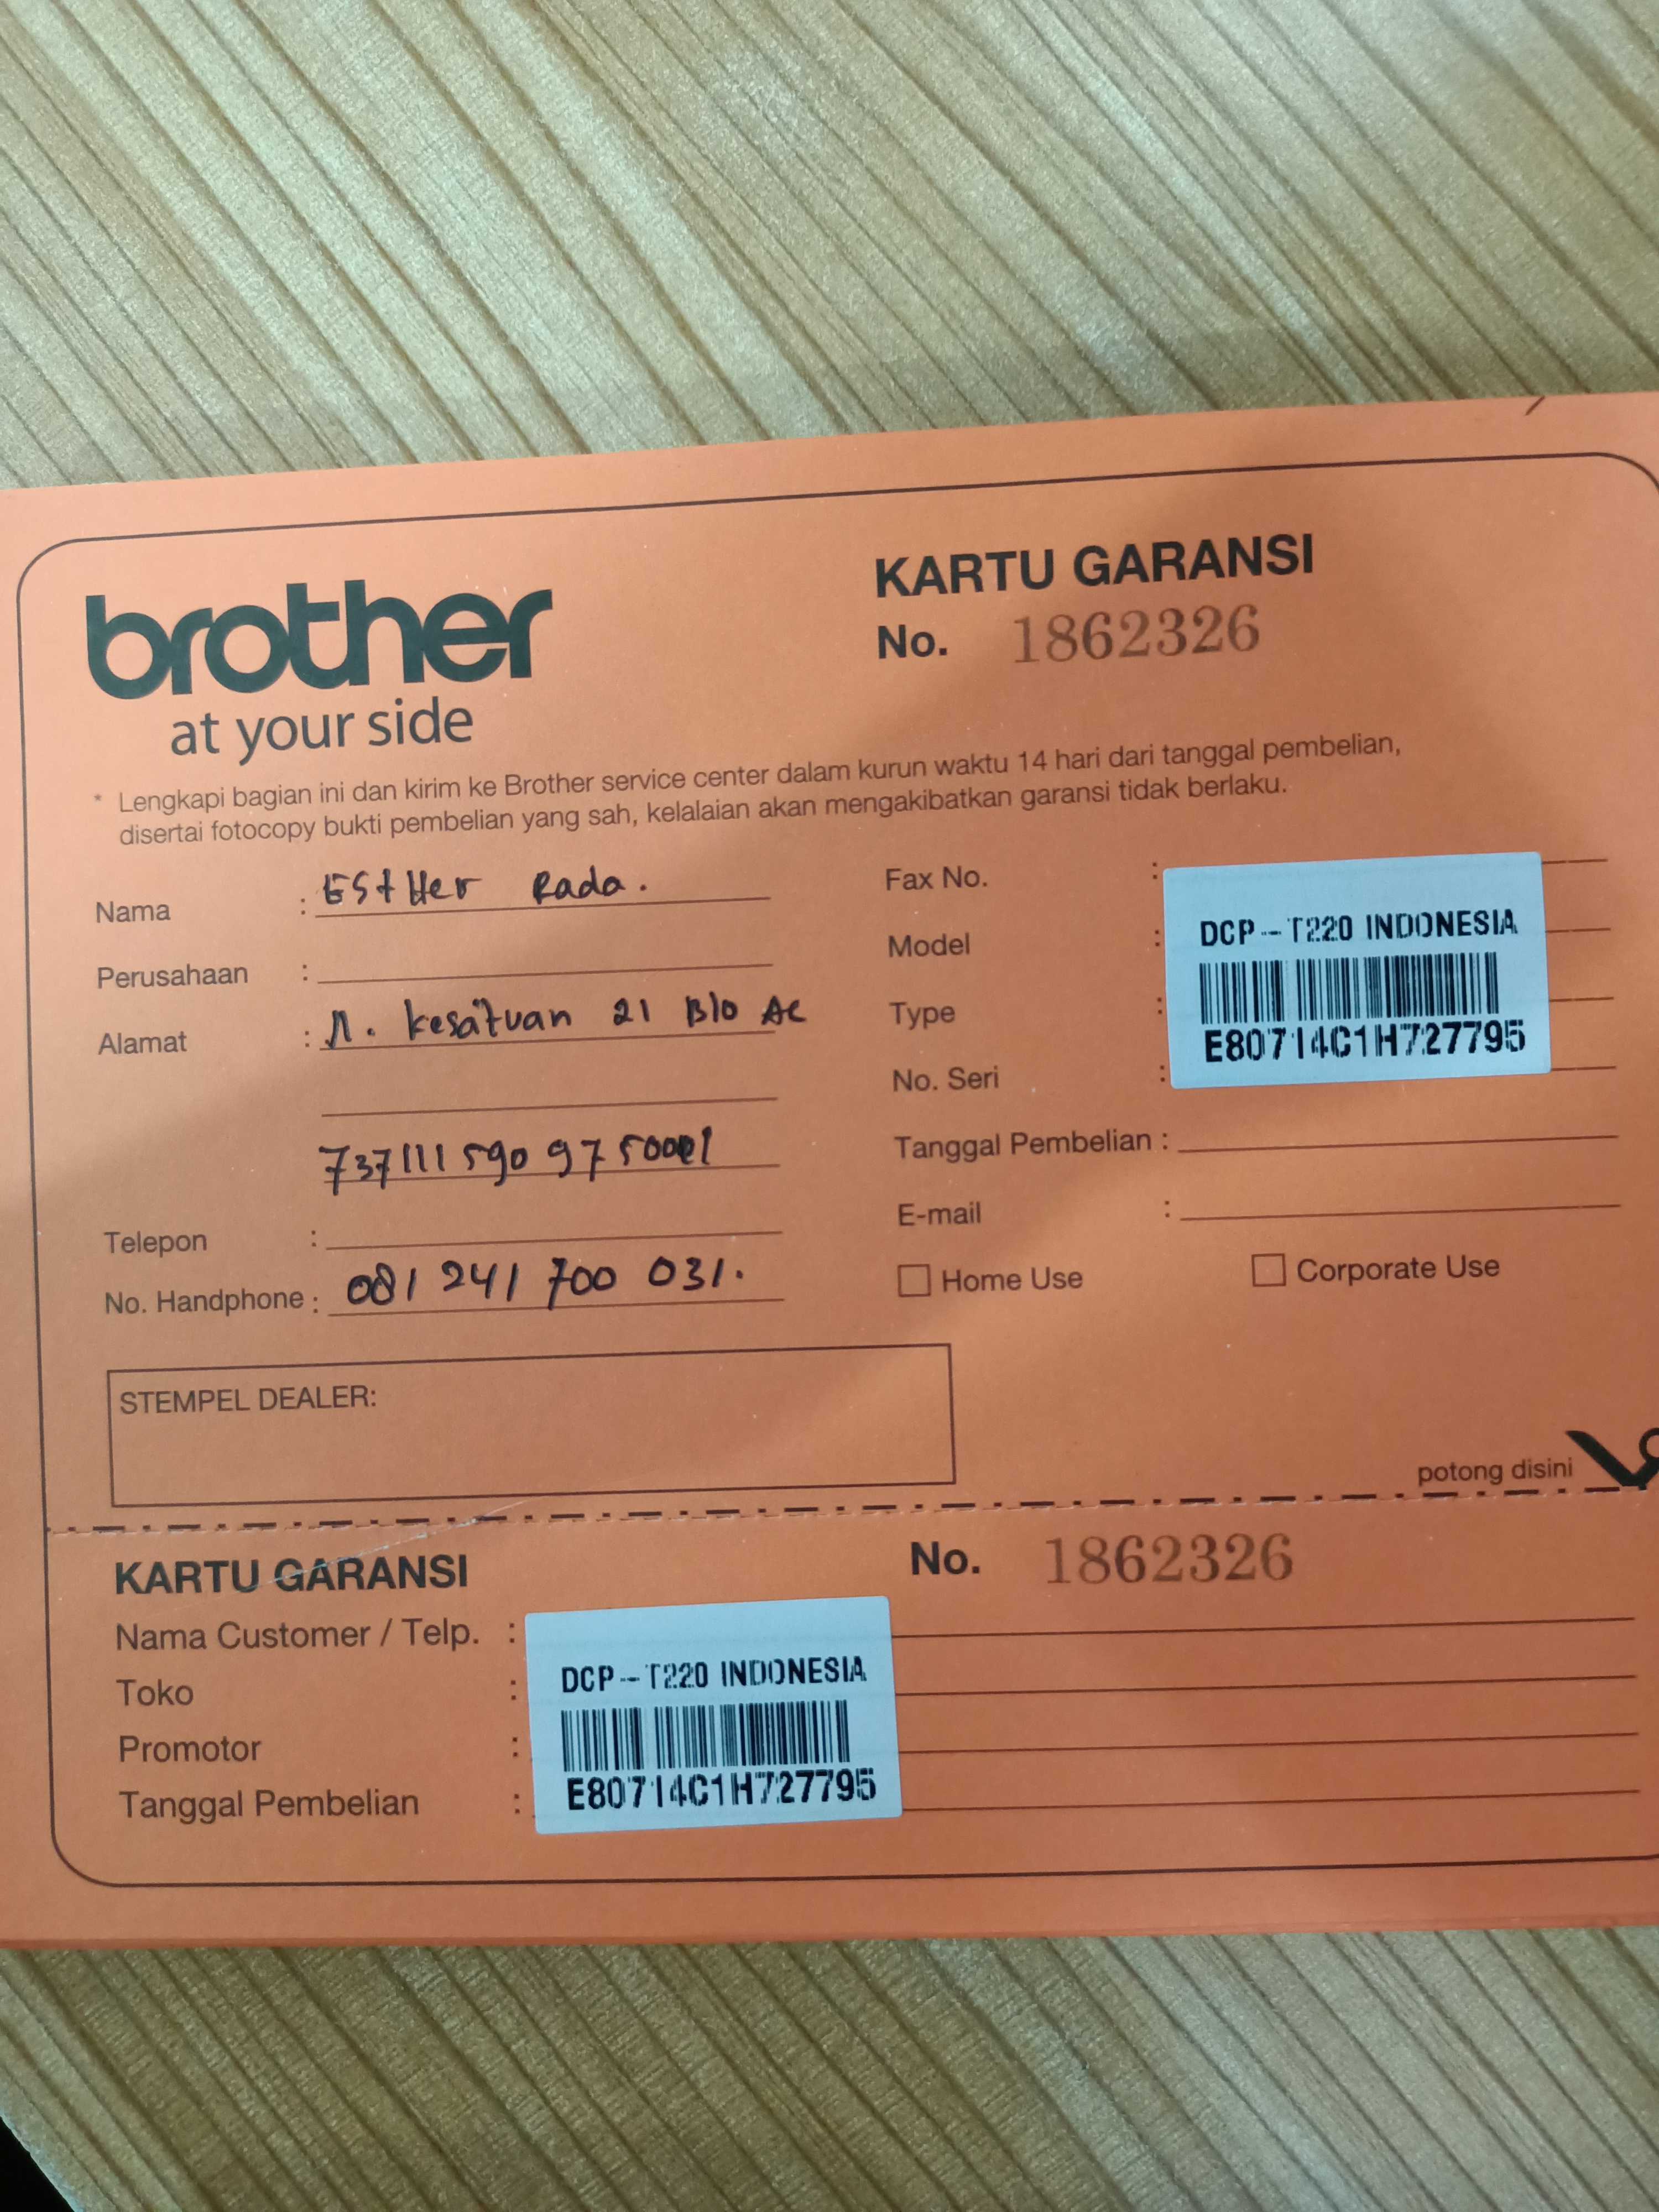 brother
at your side
KARTU GARANSI
No. 1862326
* Lengkapi bagian ini dan kirim ke Brother service center dalam kurun waktu 14 hari dari tanggal pembelian,
disertai fotocopy bukti pembelian yang sah, kelalaian akan mengakibatkan garansi tidak berlaku.
Nama : EstHer Rada.
Perusahaan :
Alamat : Jl. kesatuan 21 Blo AC
737111590975000
Telepon :
No. Handphone : 081 241 700 031.
Fax No. :
Model :
Type :
No. Seri :
DCP-T220 INDONESIA
E80714C1H727795
Tanggal Pembelian :
E-mail :
Home Use Corporate Use
STEMPEL DEALER:
potong disini
KARTU GARANSI No. 1862326
Nama Customer / Telp. :
Toko :
Promotor :
Tanggal Pembelian :
DCP-T220 INDONESIA
E80714C1H727795